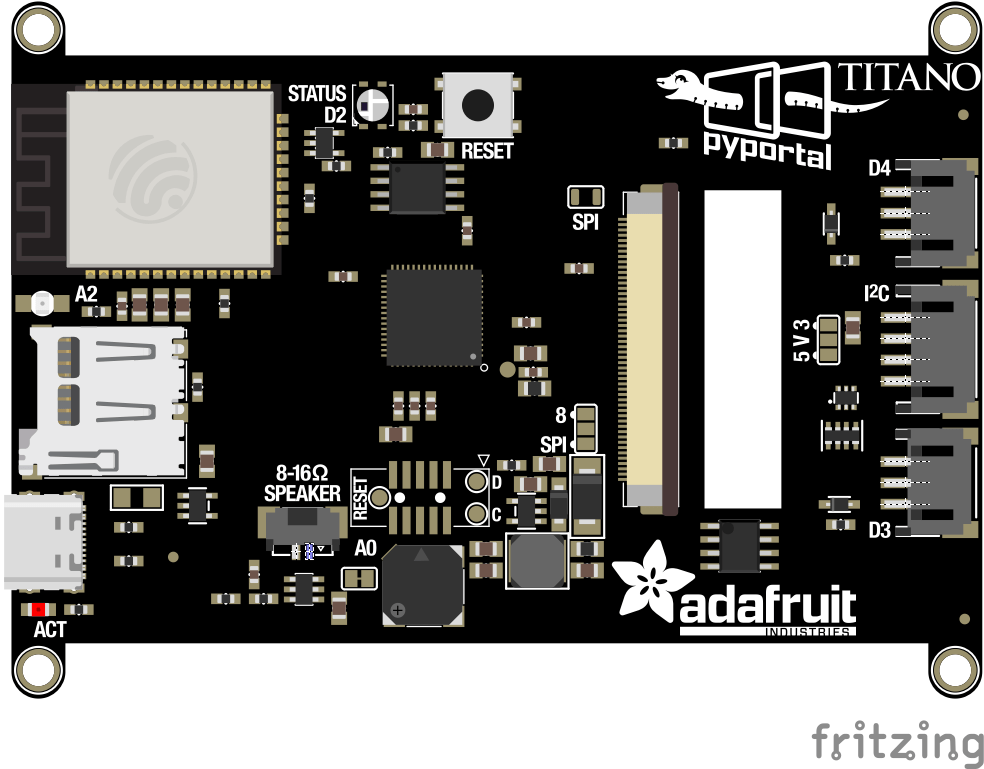 STATUS
D2
RESET
TITANO
pyportal
D4
SPI
A2
I²C
5 V 3
8
SPI
8-16Ω
SPEAKER
RESET
D
C
A0
D3
adafruit
INDUSTRIES
ACT
fritzing